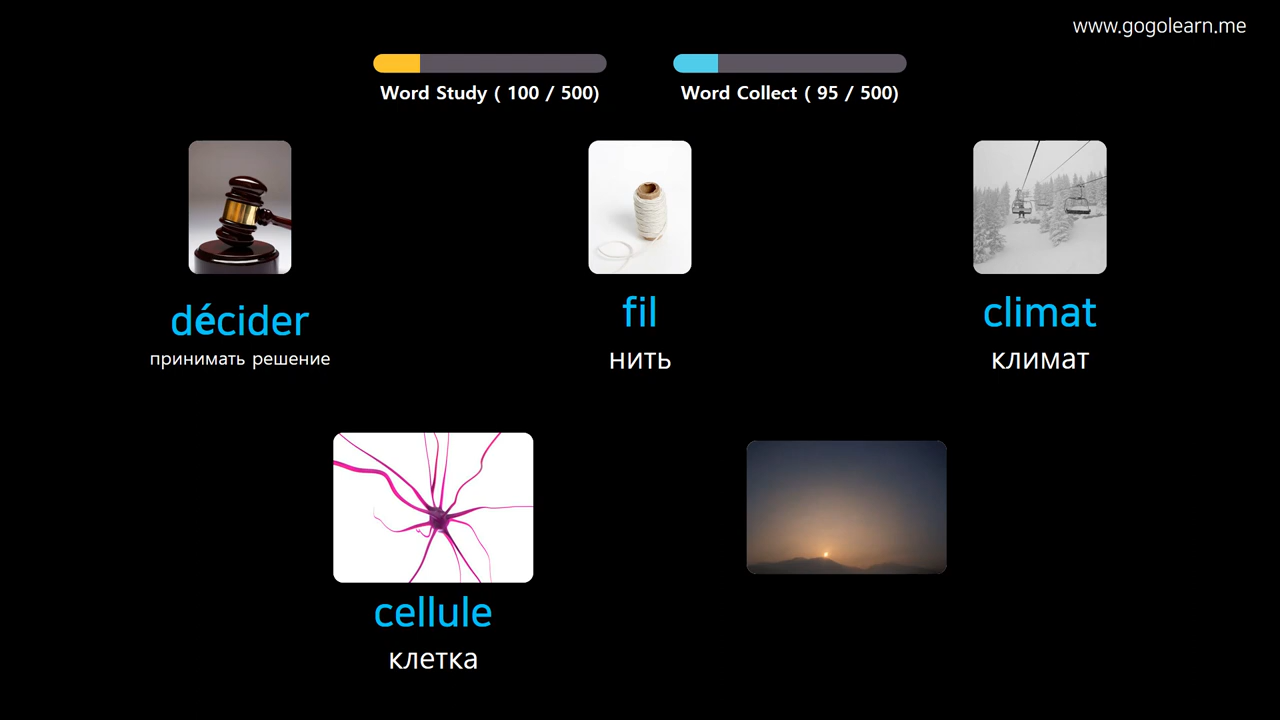 www.gogolearn.me
Word Study ( 100 / 500)
Word Collect ( 95 / 500)
décider
принимать решение
fil
нить
climat
климат
cellule
клетка